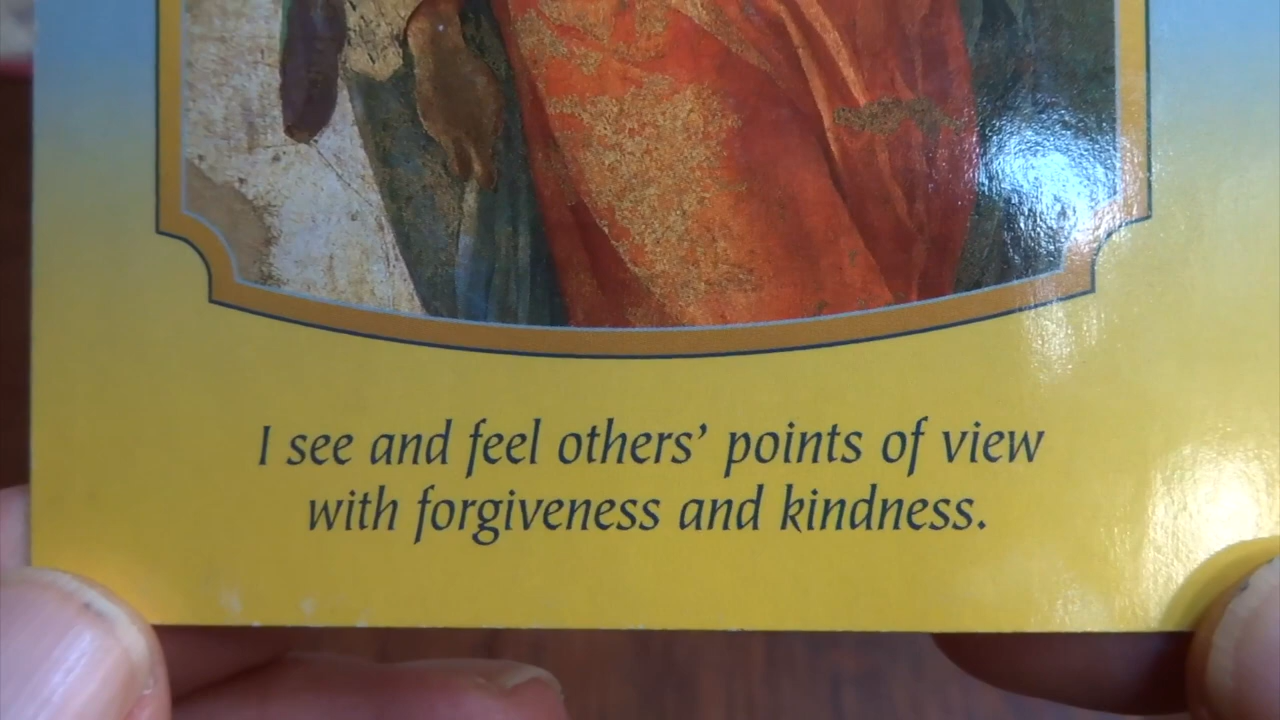 I see and feel others’ points of view
with forgiveness and kindness.